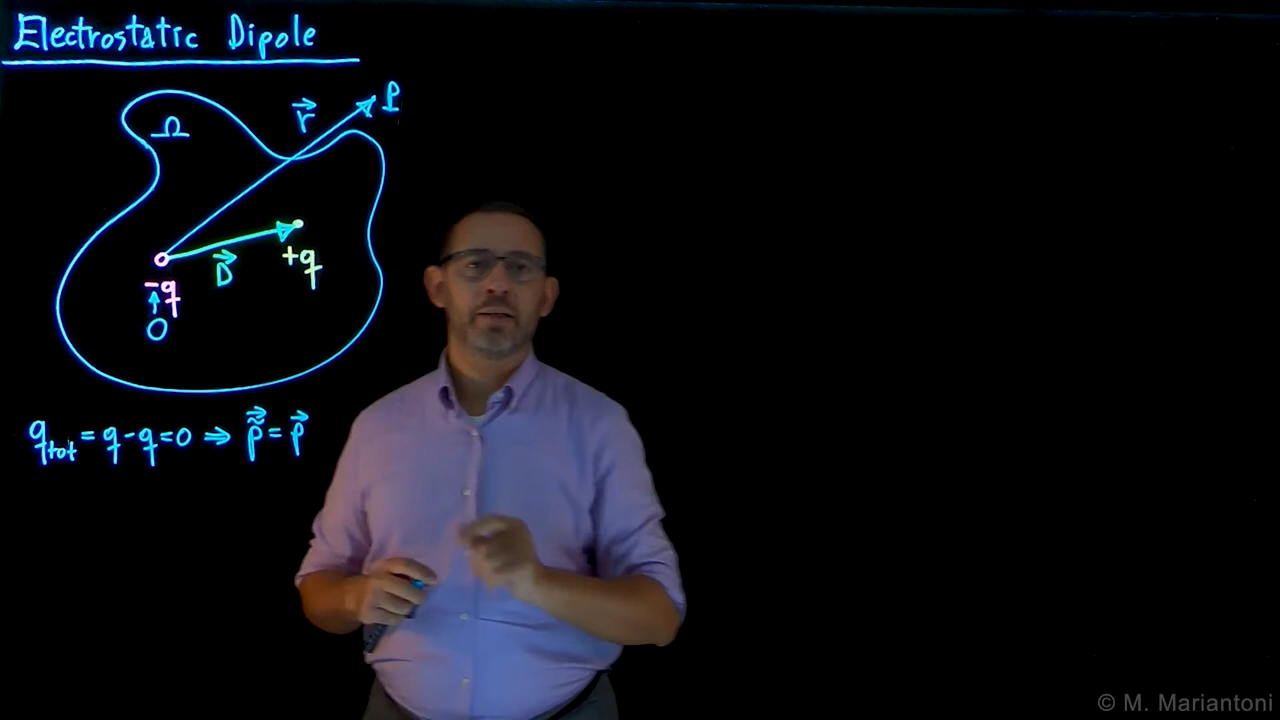 Electrostatic Dipole
Ω
r⃗
P
D⃗
+q
-q
↑
O
q_tot = q - q = 0 ⇒ p̃⃗ = p⃗
© M. Mariantoni